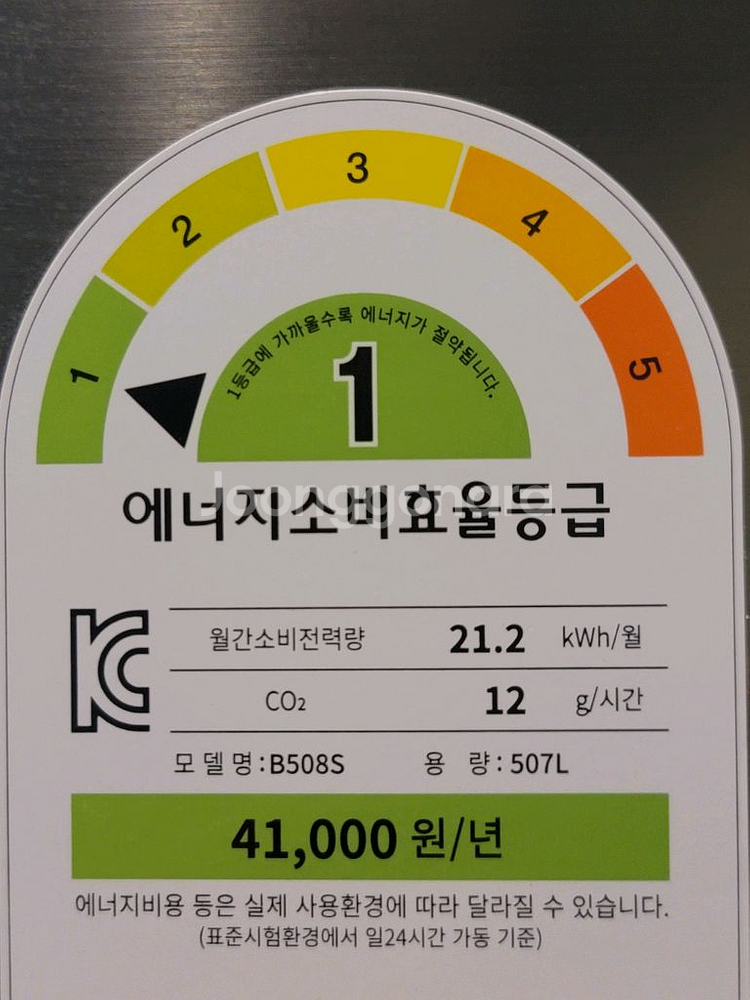 1
2
3
4
5
1등급에 가까울수록 에너지가 절약됩니다.
1
Joonggonara
에너지소비효율등급
월간소비전력량 21.2 kWh/월
CO₂ 12 g/시간
모델명:B508S 용 량:507L
41,000 원/년
에너지비용 등은 실제 사용환경에 따라 달라질 수 있습니다.
(표준시험환경에서 일24시간 가동 기준)